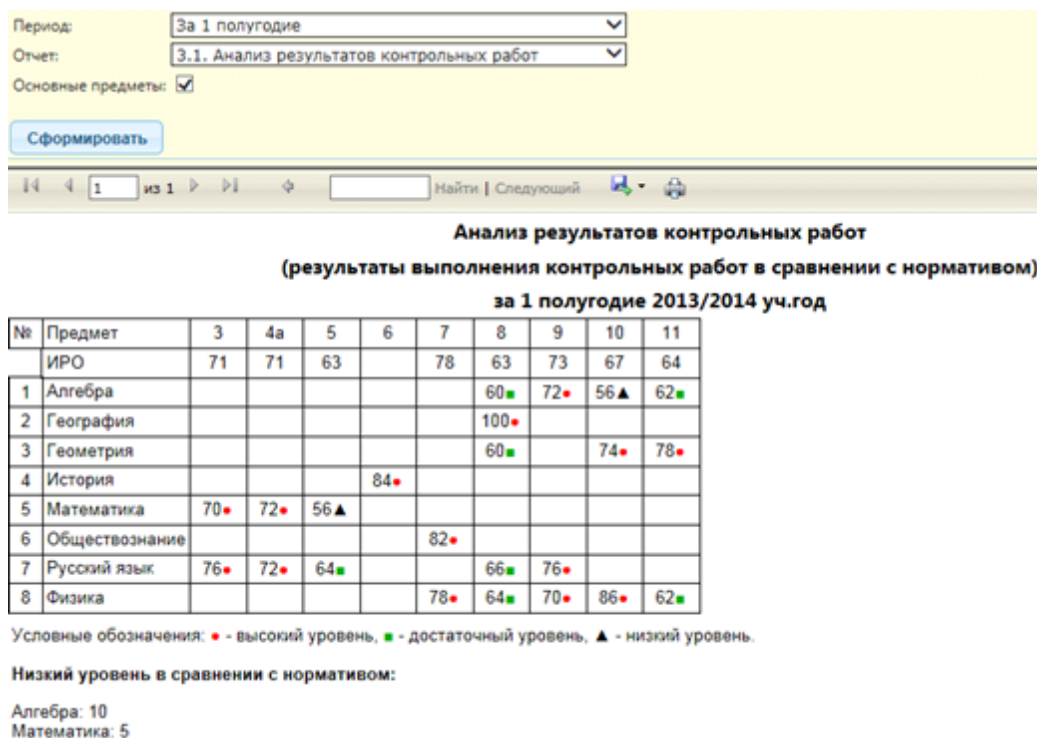 Период: За 1 полугодие
Отчет: 3.1. Анализ результатов контрольных работ
Основные предметы:
Сформировать
1 из 1 Найти | Следующий
Анализ результатов контрольных работ
(результаты выполнения контрольных работ в сравнении с нормативом)
за 1 полугодие 2013/2014 уч.год
№ Предмет 3 4а 5 6 7 8 9 10 11
ИРО 71 71 63 78 63 73 67 64
1 Алгебра 60■ 72● 56▲ 62■
2 География 100●
3 Геометрия 60■ 74● 78●
4 История 84●
5 Математика 70● 72● 56▲
6 Обществознание 82●
7 Русский язык 76● 72● 64■ 66■ 76●
8 Физика 78● 64■ 70● 86● 62■
Условные обозначения: ● - высокий уровень, ■ - достаточный уровень, ▲ - низкий уровень.
Низкий уровень в сравнении с нормативом:
Алгебра: 10
Математика: 5